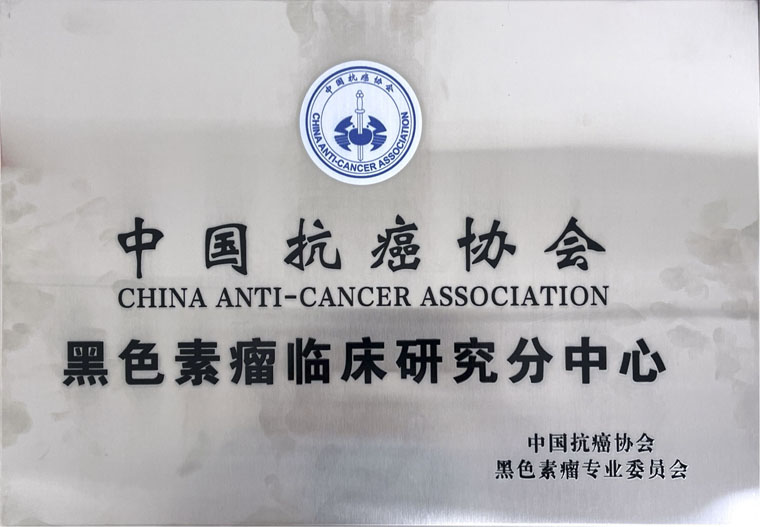 中国抗癌协会
CHINA ANTI-CANCER ASSOCIATION
中国抗癌协会
CHINA ANTI-CANCER ASSOCIATION
黑色素瘤临床研究分中心
中国抗癌协会
黑色素瘤专业委员会